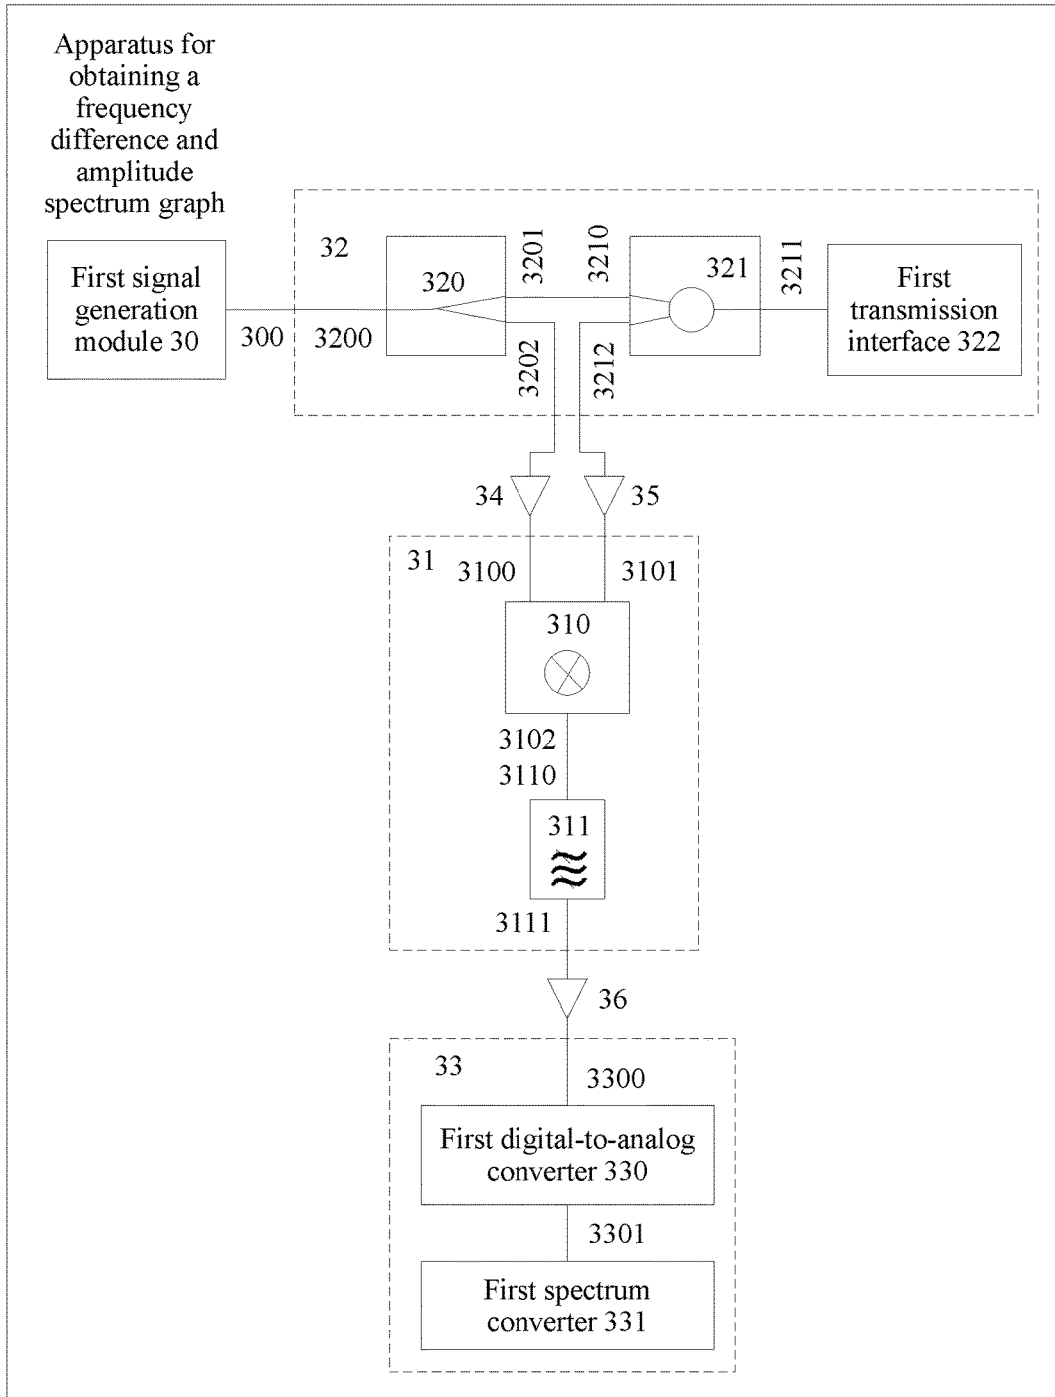 Apparatus for
obtaining a
frequency
difference and
amplitude
spectrum graph
First signal
generation
module 30
300
32
3200
320
3201
3202
3210
3212
321
3211
First
transmission
interface 322
34
35
31
3100
3101
310
3102
3110
311
3111
36
33
3300
First digital-to-analog
converter 330
3301
First spectrum
converter 331